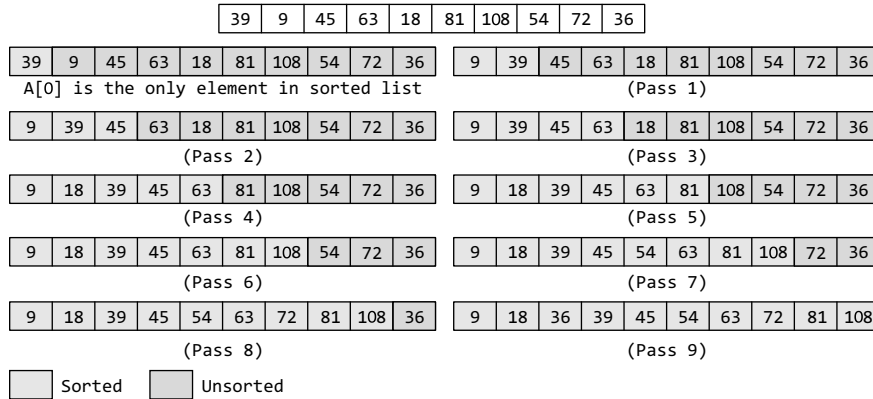 39 9 45 63 18 81 108 54 72 36
39 9 45 63 18 81 108 54 72 36
A[O] is the only element in sorted list
9 39 45 63 18 81 108 54 72 36
(Pass 1)
9 39 45 63 18 81 108 54 72 36
(Pass 2)
9 39 45 63 18 81 108 54 72 36
(Pass 3)
9 18 39 45 63 81 108 54 72 36
(Pass 4)
9 18 39 45 63 81 108 54 72 36
(Pass 5)
9 18 39 45 63 81 108 54 72 36
(Pass 6)
9 18 39 45 54 63 81 108 72 36
(Pass 7)
9 18 39 45 54 63 72 81 108 36
(Pass 8)
9 18 36 39 45 54 63 72 81 108
(Pass 9)
Sorted
Unsorted